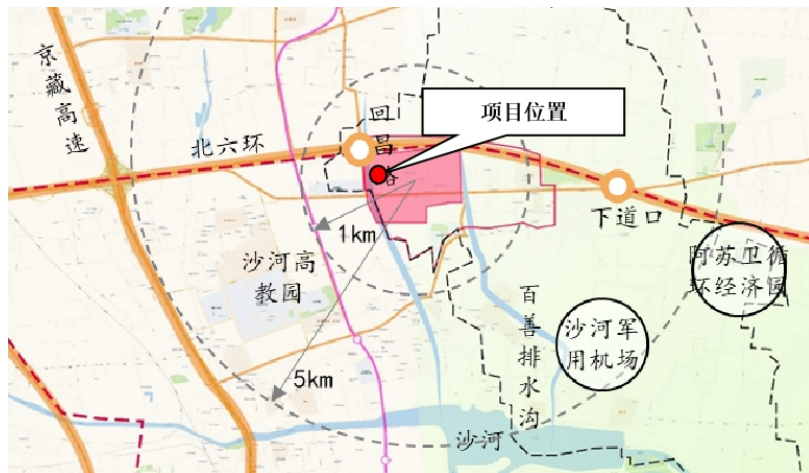 京藏高速
北六环
回昌
项目位置
1km
沙河高
教园
5km
下道口
阿苏卫循
环经济园
百善排水沟
沙河军
用机场
沙河